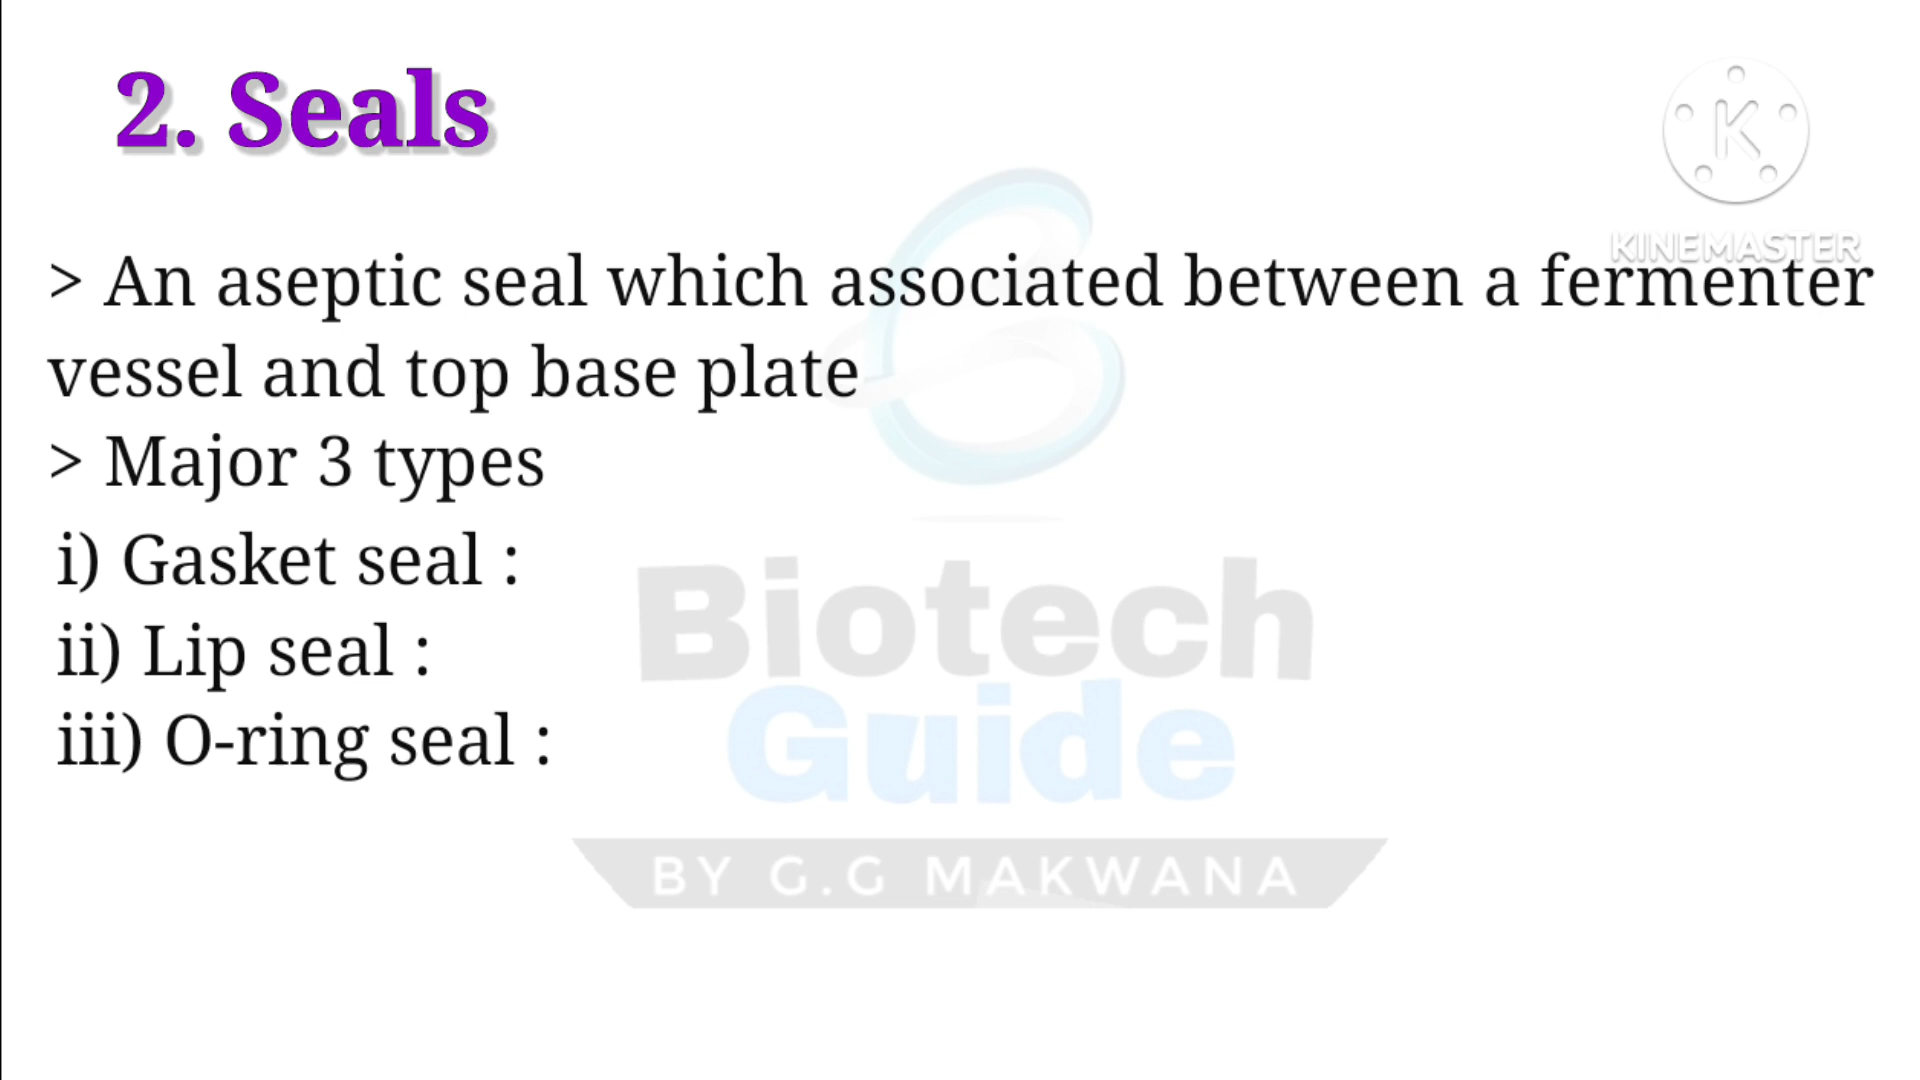 2. Seals
K
KINEMASTER
> An aseptic seal which associated between a fermenter
vessel and top base plate
> Major 3 types
i) Gasket seal :
ii) Lip seal :
iii) O-ring seal :
Biotech
Guide
BY G.G MAKWANA